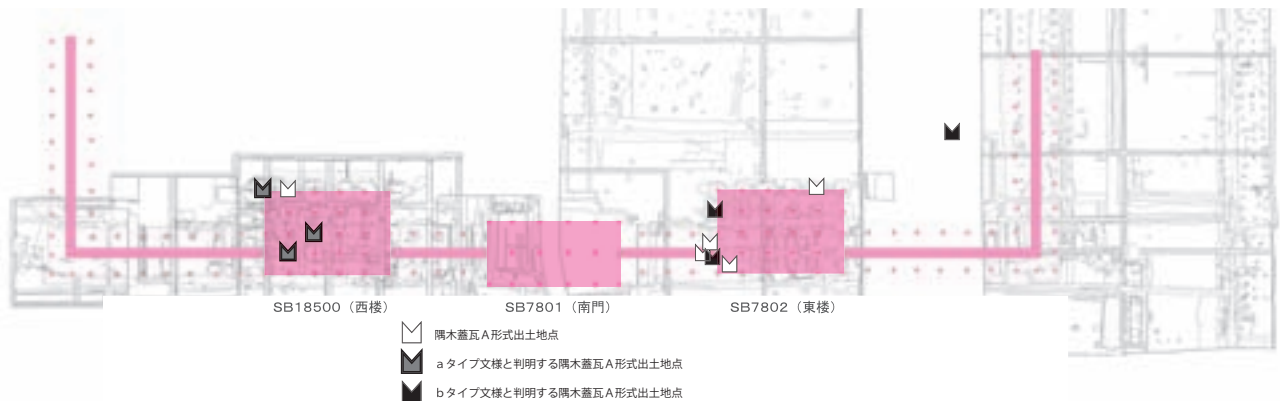 SB18500（西楼）
SB7801（南門）
SB7802（東楼）
隅木蓋瓦A形式出土地点
aタイプ文様と判明する隅木蓋瓦A形式出土地点
bタイプ文様と判明する隅木蓋瓦A形式出土地点